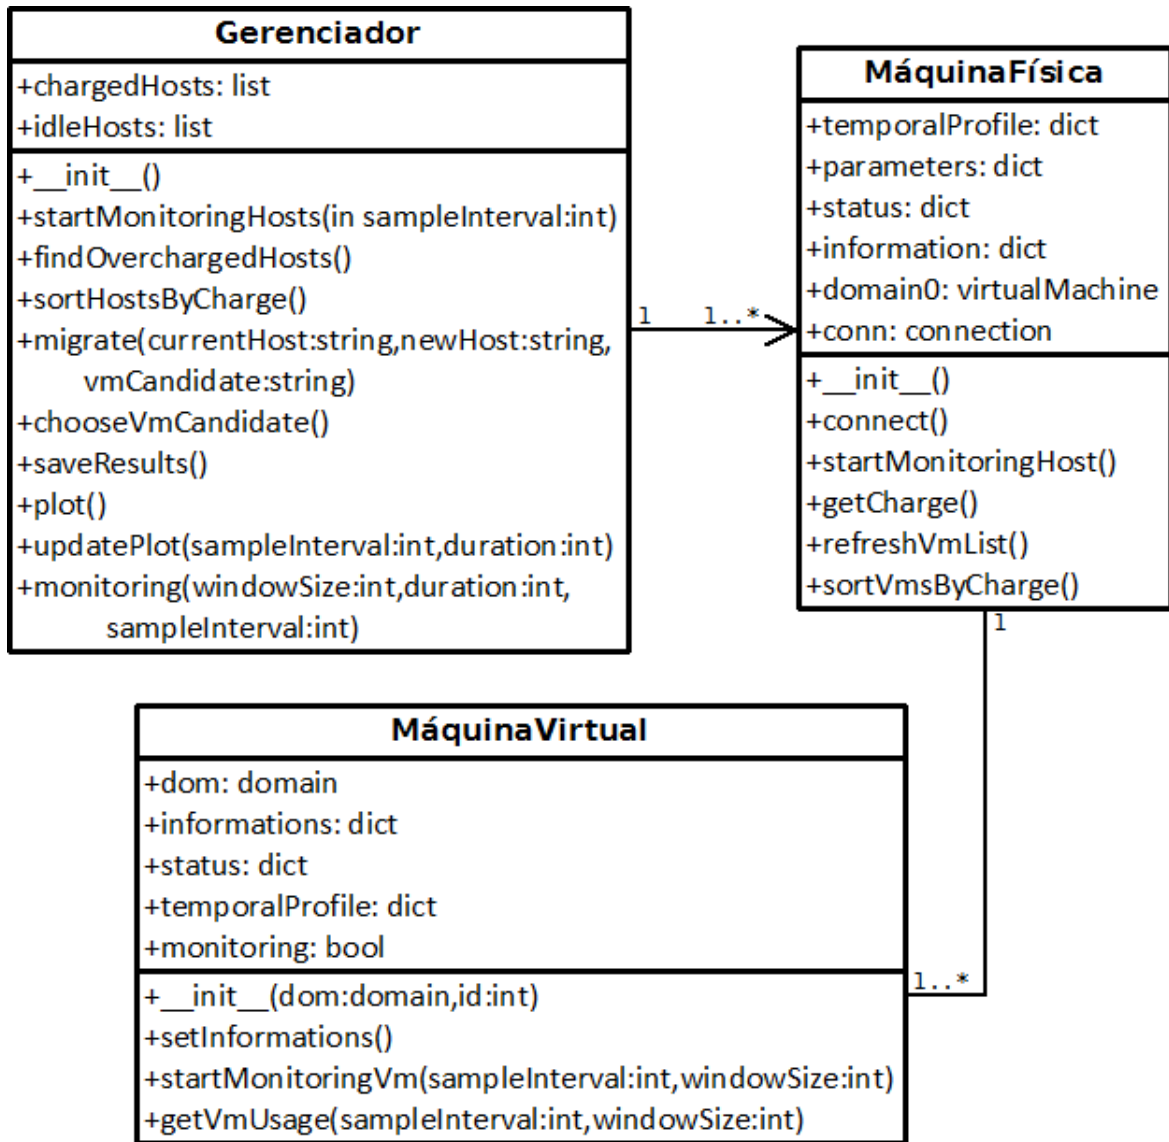 Gerenciador
+chargedHosts: list
+idleHosts: list
+__init__()
+startMonitoringHosts(in sampleInterval:int)
+findOverchargedHosts()
+sortHostsByCharge()
+migrate(currentHost:string,newHost:string,
vmCandidate:string)
+chooseVmCandidate()
+saveResults()
+plot()
+updatePlot(sampleInterval:int,duration:int)
+monitoring(windowSize:int,duration:int,
sampleInterval:int)
1
1..*
MáquinaFísica
+temporalProfile: dict
+parameters: dict
+status: dict
+information: dict
+domain0: virtualMachine
+conn: connection
+__init__()
+connect()
+startMonitoringHost()
+getCharge()
+refreshVmList()
+sortVmsByCharge()
1
1..*
MáquinaVirtual
+dom: domain
+informations: dict
+status: dict
+temporalProfile: dict
+monitoring: bool
+__init__(dom:domain,id:int)
+setInformations()
+startMonitoringVm(sampleInterval:int,windowSize:int)
+getVmUsage(sampleInterval:int,windowSize:int)